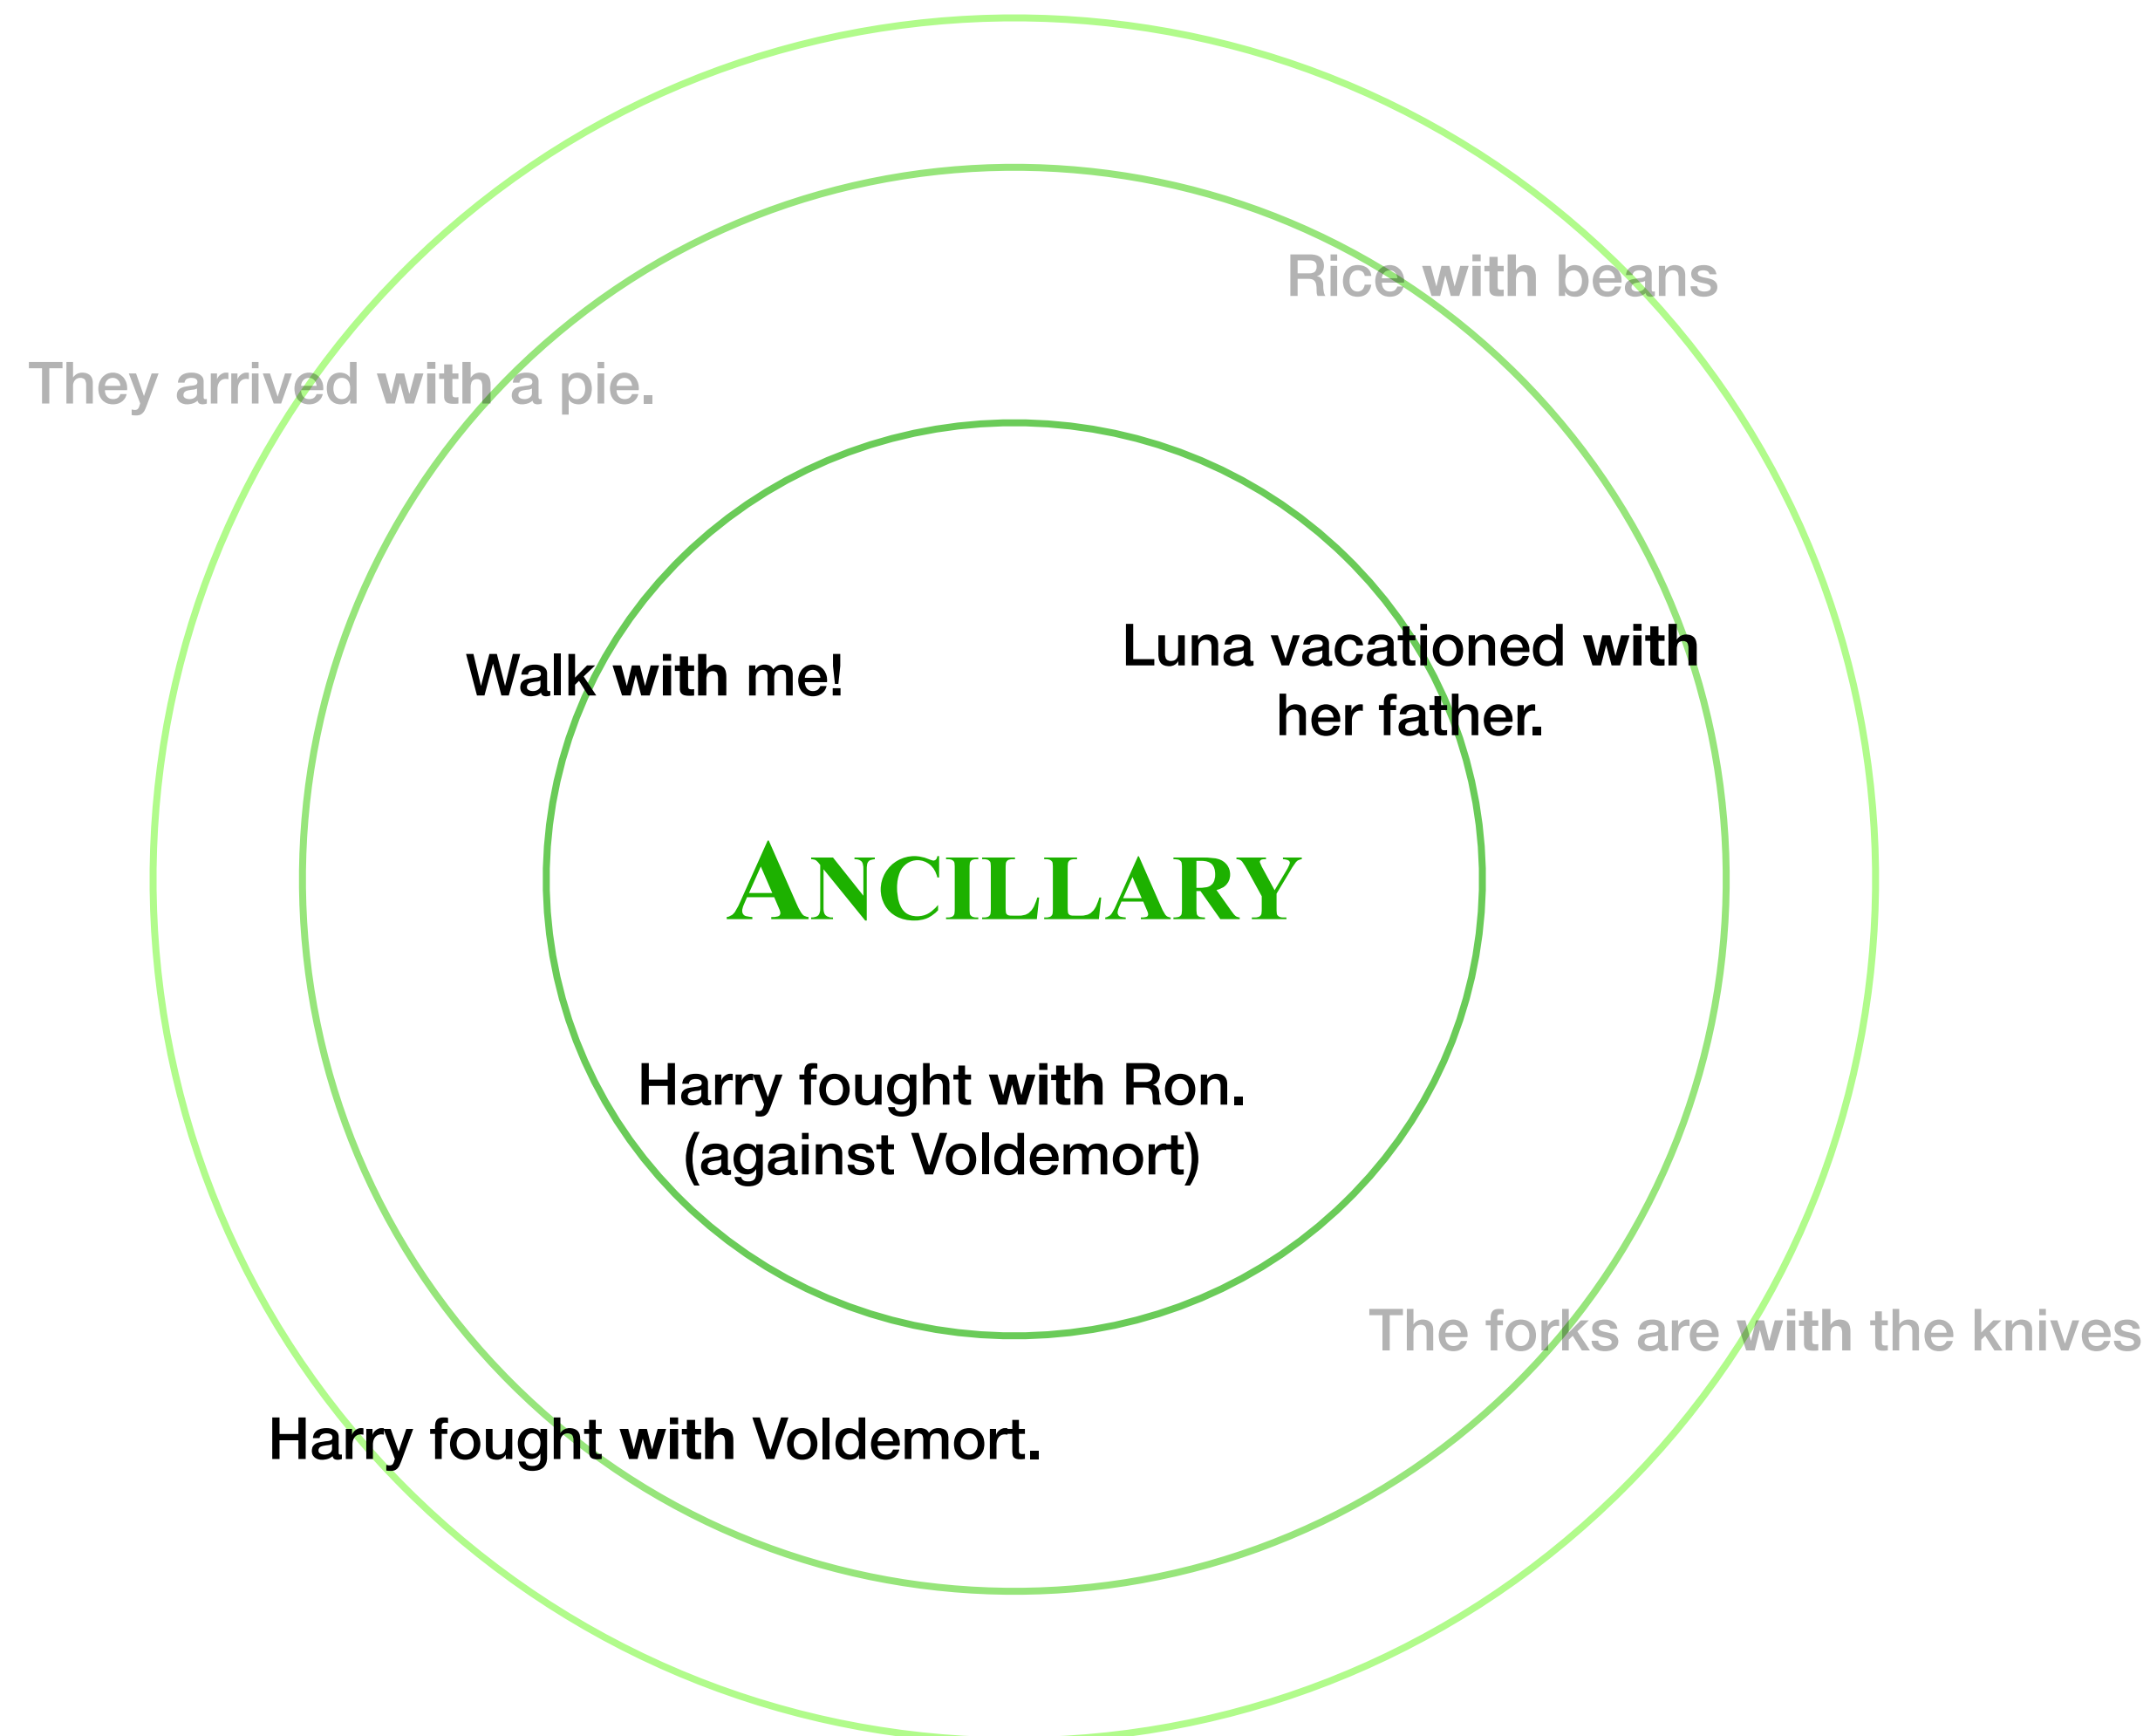 Rice with beans
They arrived with a pie.
Luna vacationed with
her father.
Walk with me!
ANCILLARY
Harry fought with Ron.
(against Voldemort)
The forks are with the knives
Harry fought with Voldemort.